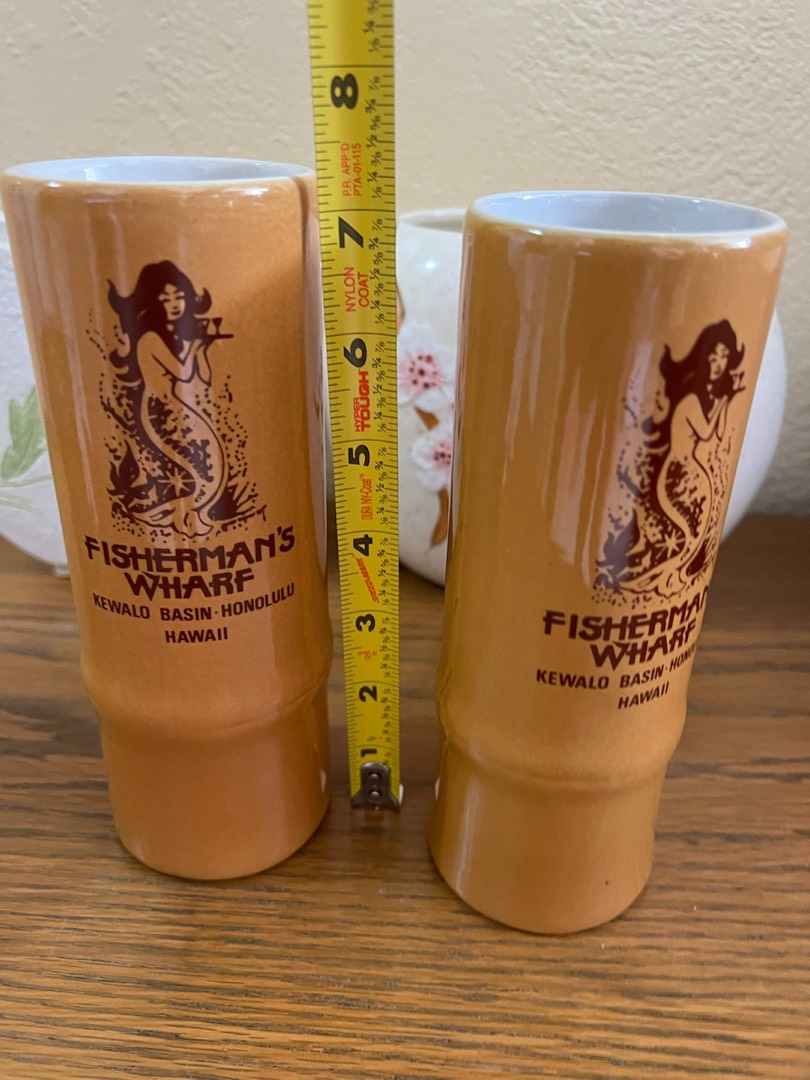 FISHERMAN'S
WHARF
KEWALO BASIN·HONOLULU
HAWAII
8
P.R. APP'D
PTA-01-115
7
NYLON
COAT
6
HYPER
TOUGH
5
4
3
2
1
FISHERMAN
WHARF
KEWALO BASIN·HONO
HAWAII